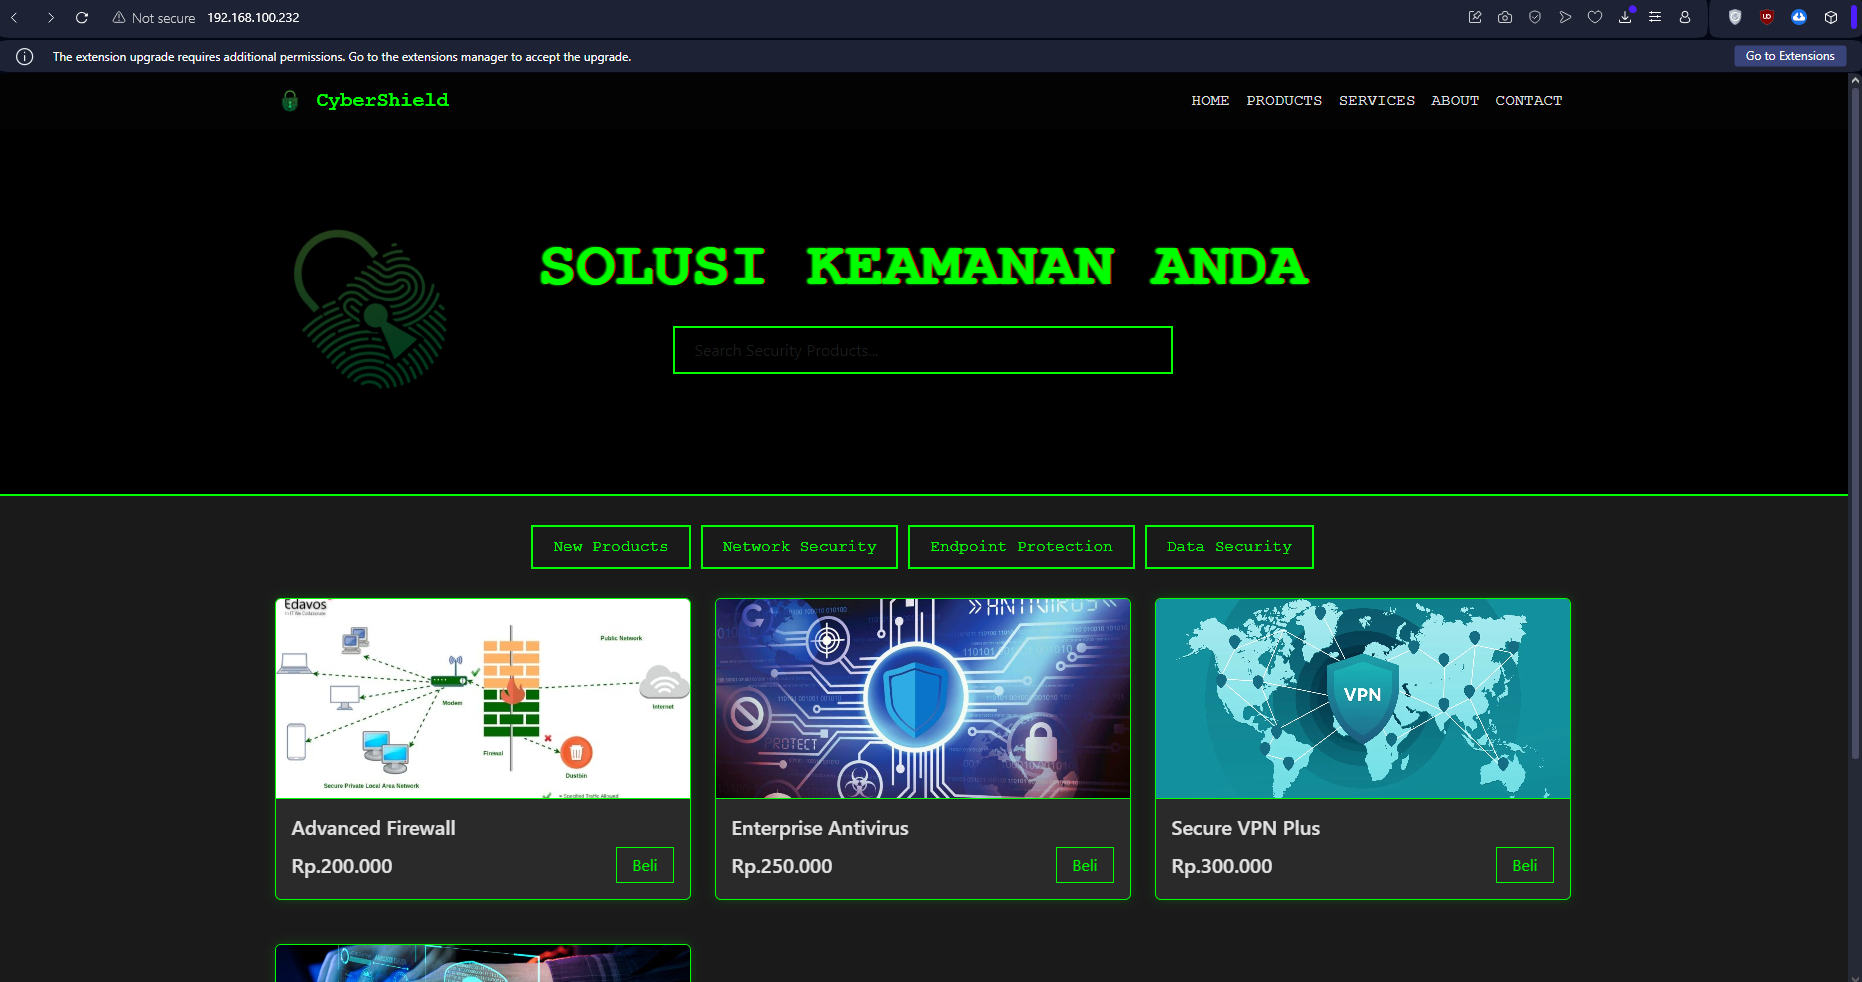 Not secure 192.168.100.232
The extension upgrade requires additional permissions. Go to the extensions manager to accept the upgrade.
Go to Extensions
CyberShield
HOME PRODUCTS SERVICES ABOUT CONTACT
SOLUSI KEAMANAN ANDA
Search Security Products...
New Products
Network Security
Endpoint Protection
Data Security
Edavos
Public Network
Modem
Internet
Firewal
Dustbin
Secure Private Local Area Network
= Specified Traffic Allowed
ANTIVIRUS
PROTECT
VPN
Advanced Firewall
Rp.200.000
Beli
Enterprise Antivirus
Rp.250.000
Beli
Secure VPN Plus
Rp.300.000
Beli